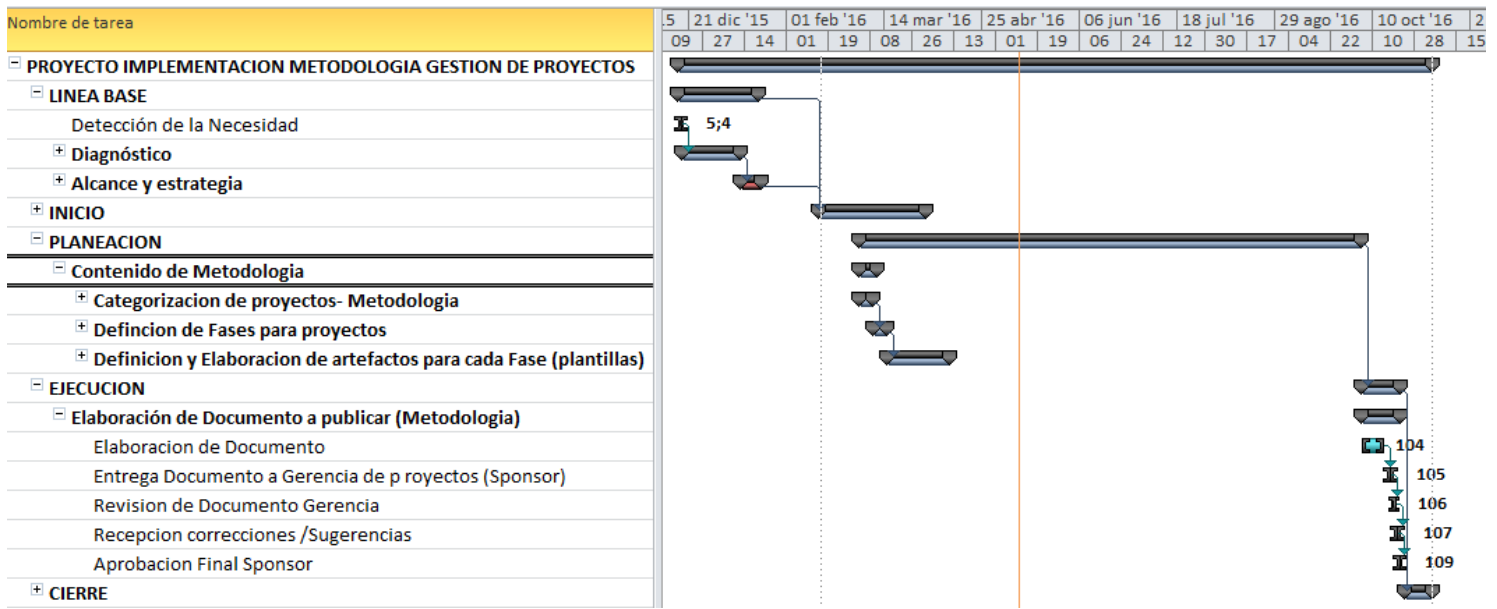 Nombre de tarea
.5 21 dic '15 01 feb '16 14 mar '16 25 abr '16 06 jun '16 18 jul '16 29 ago '16 10 oct '16 2
09 27 14 01 19 08 26 13 01 19 06 24 12 30 17 04 22 10 28 15
PROYECTO IMPLEMENTACION METODOLOGIA GESTION DE PROYECTOS
LINEA BASE
Detección de la Necesidad 5;4
Diagnóstico
Alcance y estrategia
INICIO
PLANEACION
Contenido de Metodologia
Categorizacion de proyectos- Metodologia
Defincion de Fases para proyectos
Definicion y Elaboracion de artefactos para cada Fase (plantillas)
EJECUCION
Elaboración de Documento a publicar (Metodologia)
Elaboracion de Documento 104
Entrega Documento a Gerencia de p royectos (Sponsor) 105
Revision de Documento Gerencia 106
Recepcion correcciones /Sugerencias 107
Aprobacion Final Sponsor 109
CIERRE